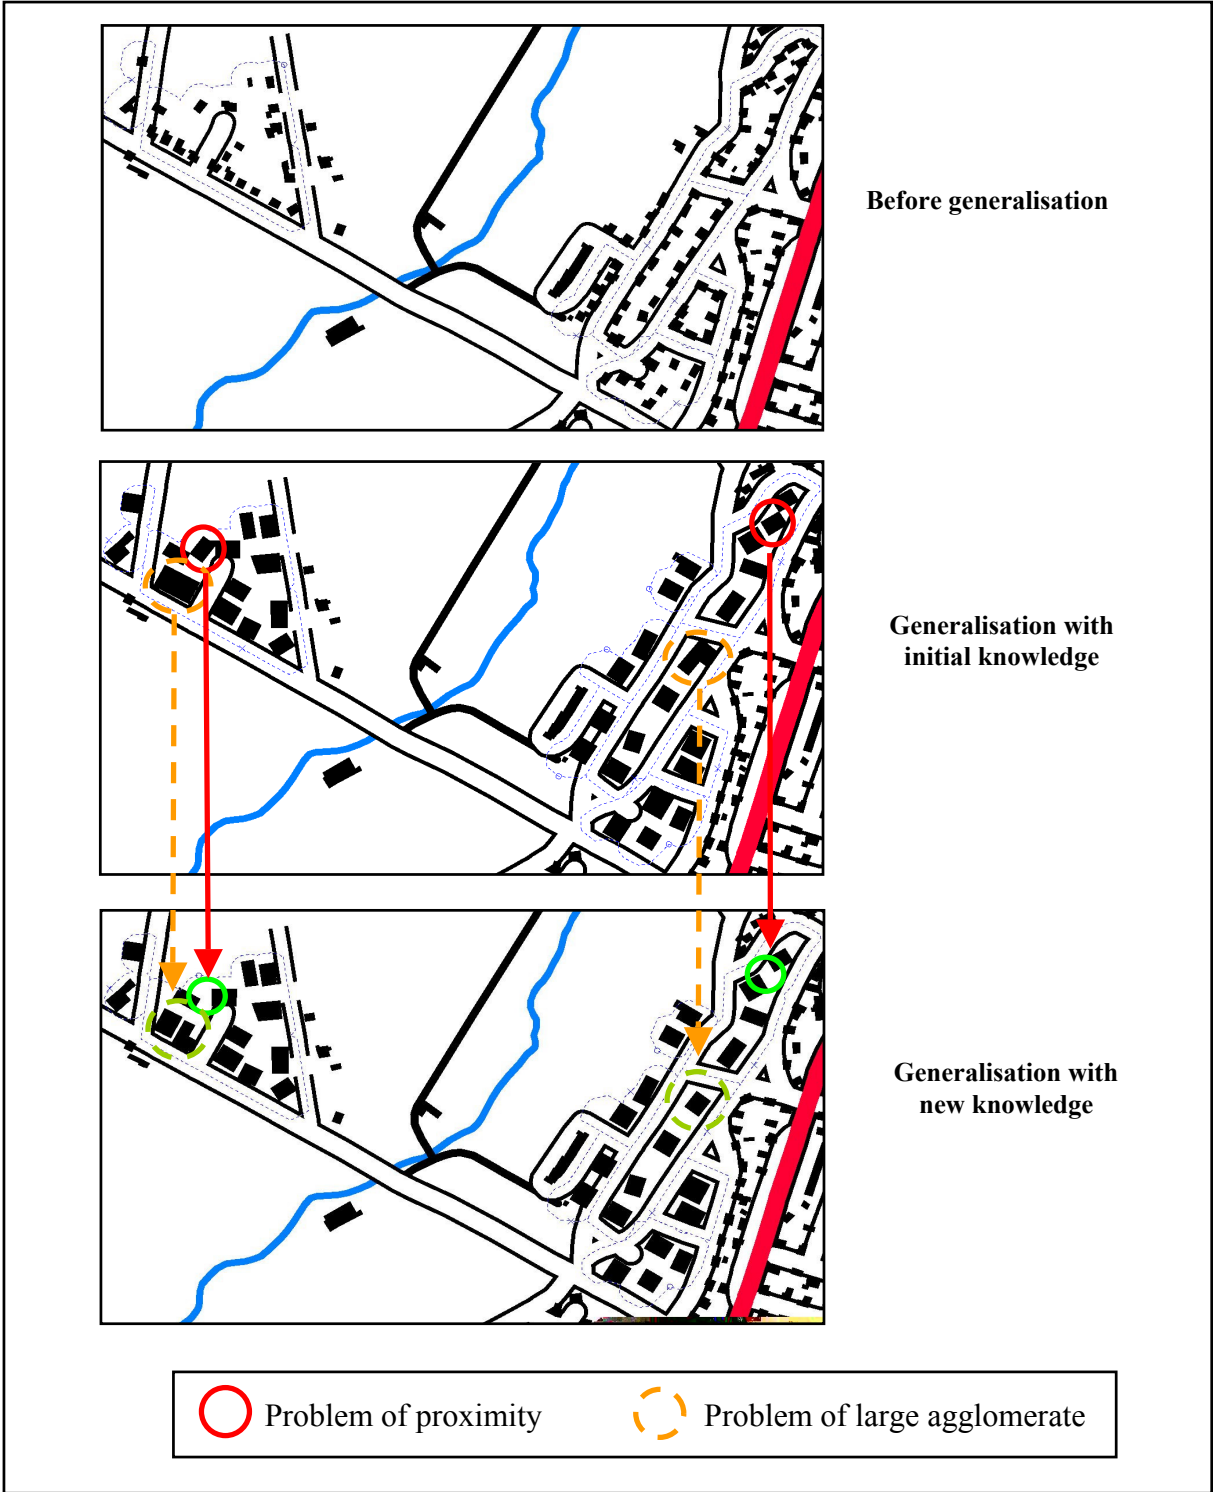 Before generalisation
Generalisation with
initial knowledge
Generalisation with
new knowledge
Problem of proximity
Problem of large agglomerate